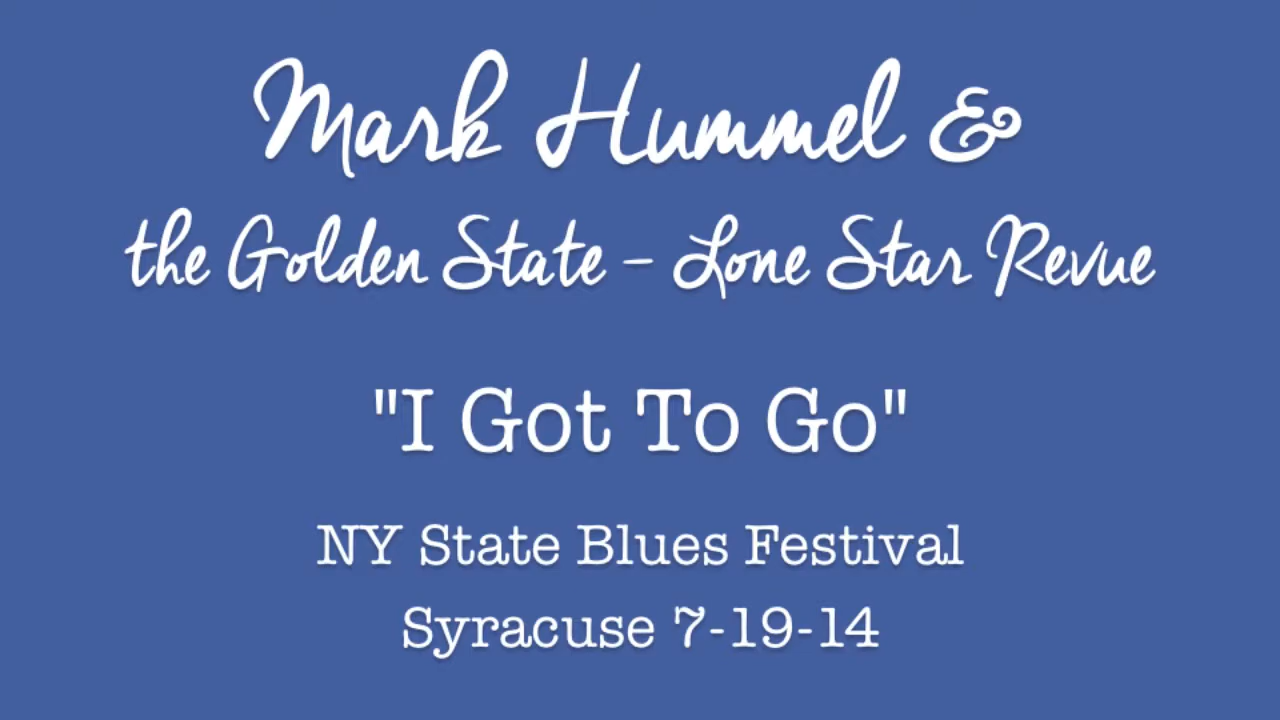 Mark Hummel &
the Golden State - Lone Star Revue
"I Got To Go"
NY State Blues Festival
Syracuse 7-19-14